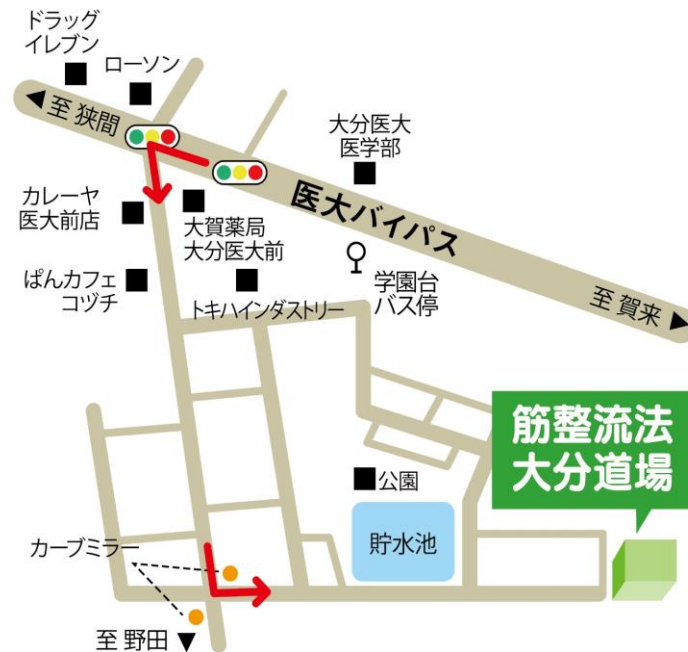 ドラッグ
イレブン
ローソン
◀至 狭間
大分医大
医学部
カレーヤ
医大前店
大賀薬局
大分医大前
医大バイパス
ぱんカフェ
コヅチ
トキハインダストリー
学園台
バス停
至 賀来▶
筋整流法
大分道場
公園
貯水池
カーブミラー
至 野田▼